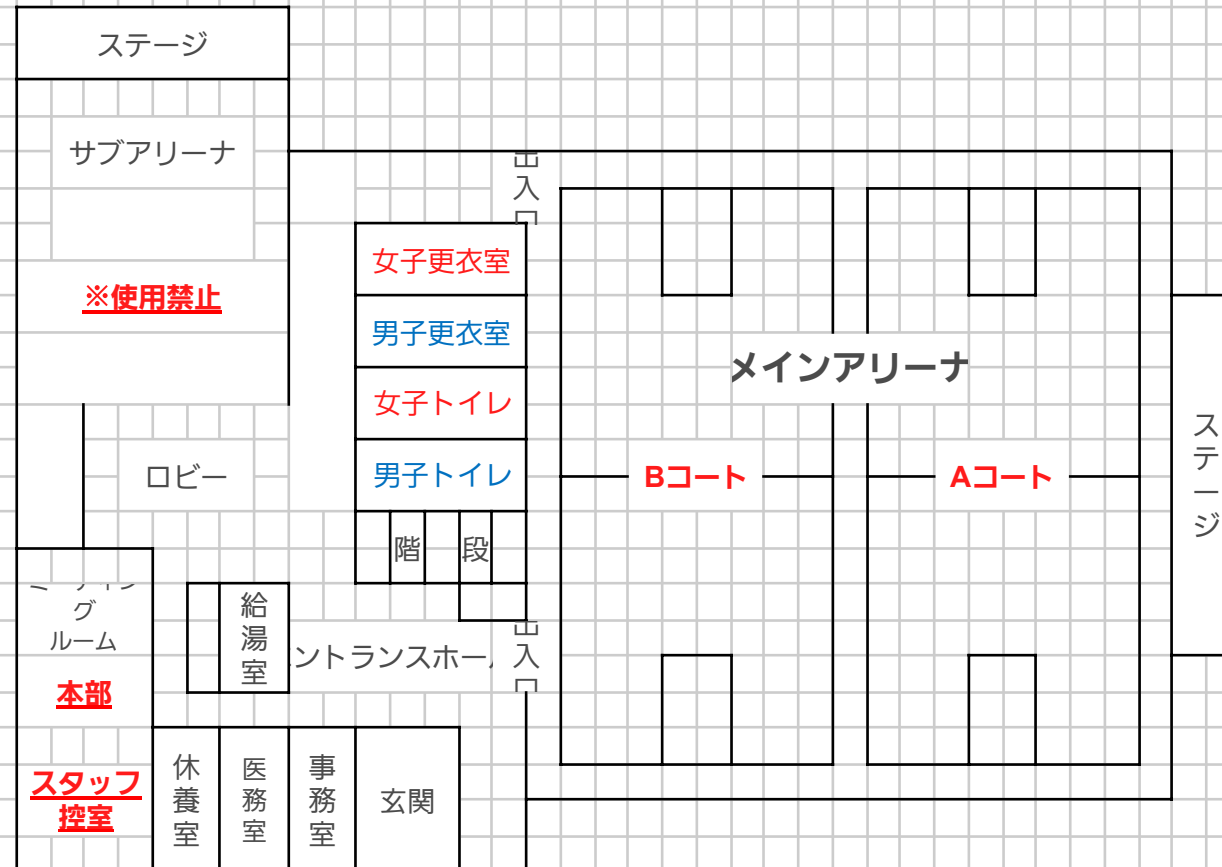 ステージ
サブアリーナ
※使用禁止
ロビー
出入口
女子更衣室
男子更衣室
女子トイレ
男子トイレ
階 段
メインアリーナ
Bコート
Aコート
ステージ
グ
ルーム
本部
スタッフ
控室
給湯室
ントランスホー
出入口
休養室
医務室
事務室
玄関